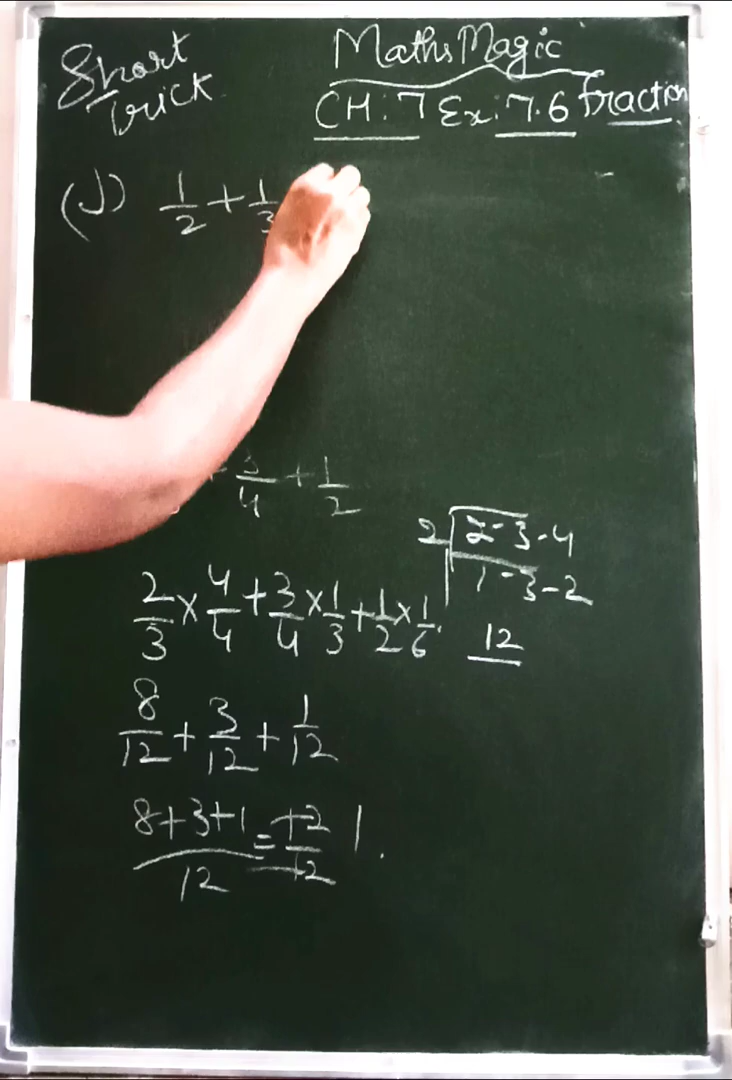 Short trick
Maths Magic
CH: 7 Ex: 7.6 fraction
(J) 1/2 + 1/3
3/4 + 1/2
2/3 × 4/4 + 3/4 × 1/3 + 1/2 × 1/6
2 | 2-3-4
1-3-2
12
8/12 + 3/12 + 1/12
8+3+1/12 = 12/12 1.